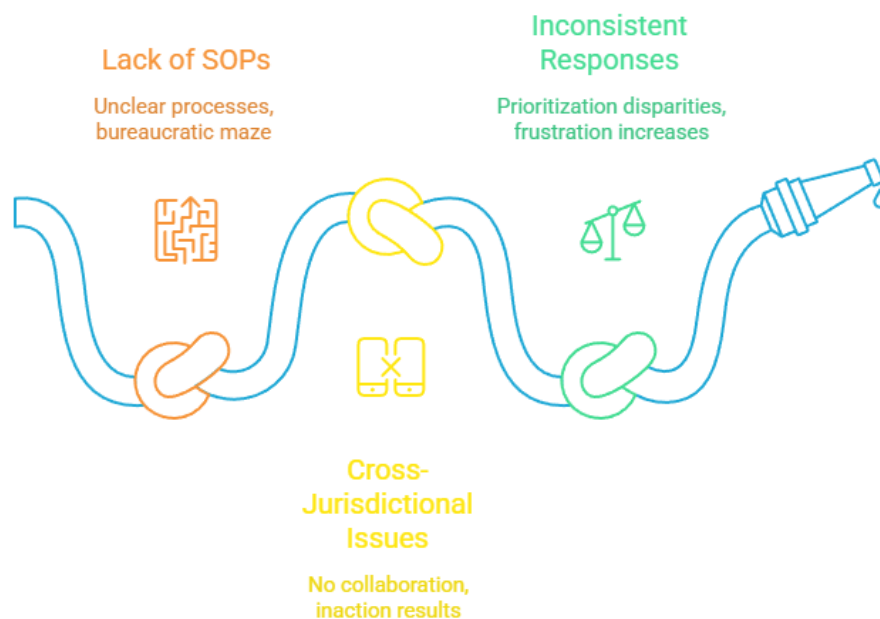 Lack of SOPs
Unclear processes,
bureaucratic maze
Inconsistent
Responses
Prioritization disparities,
frustration increases
Cross-
Jurisdictional
Issues
No collaboration,
inaction results